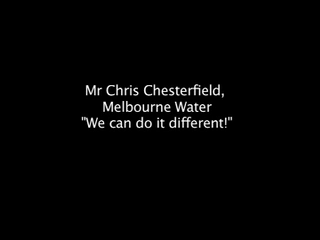 Mr Chris Chesterfield,
Melbourne Water
"We can do it different!"